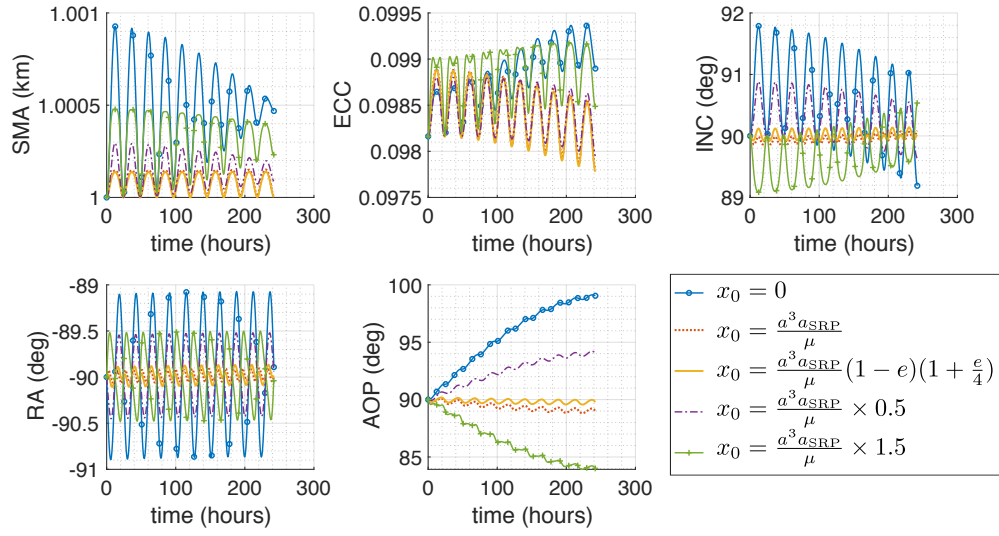 1.001
1.0005
1
SMA (km)
0 100 200 300
time (hours)
0.0995
0.099
0.0985
0.098
0.0975
ECC
0 100 200 300
time (hours)
92
91
90
89
INC (deg)
0 100 200 300
time (hours)
-89
-89.5
-90
-90.5
-91
RA (deg)
0 100 200 300
time (hours)
100
95
90
85
AOP (deg)
0 100 200 300
time (hours)
x₀ = 0
x₀ = a³a_SRP/μ
x₀ = a³a_SRP/μ (1 − e)(1 + e/4)
x₀ = a³a_SRP/μ × 0.5
x₀ = a³a_SRP/μ × 1.5